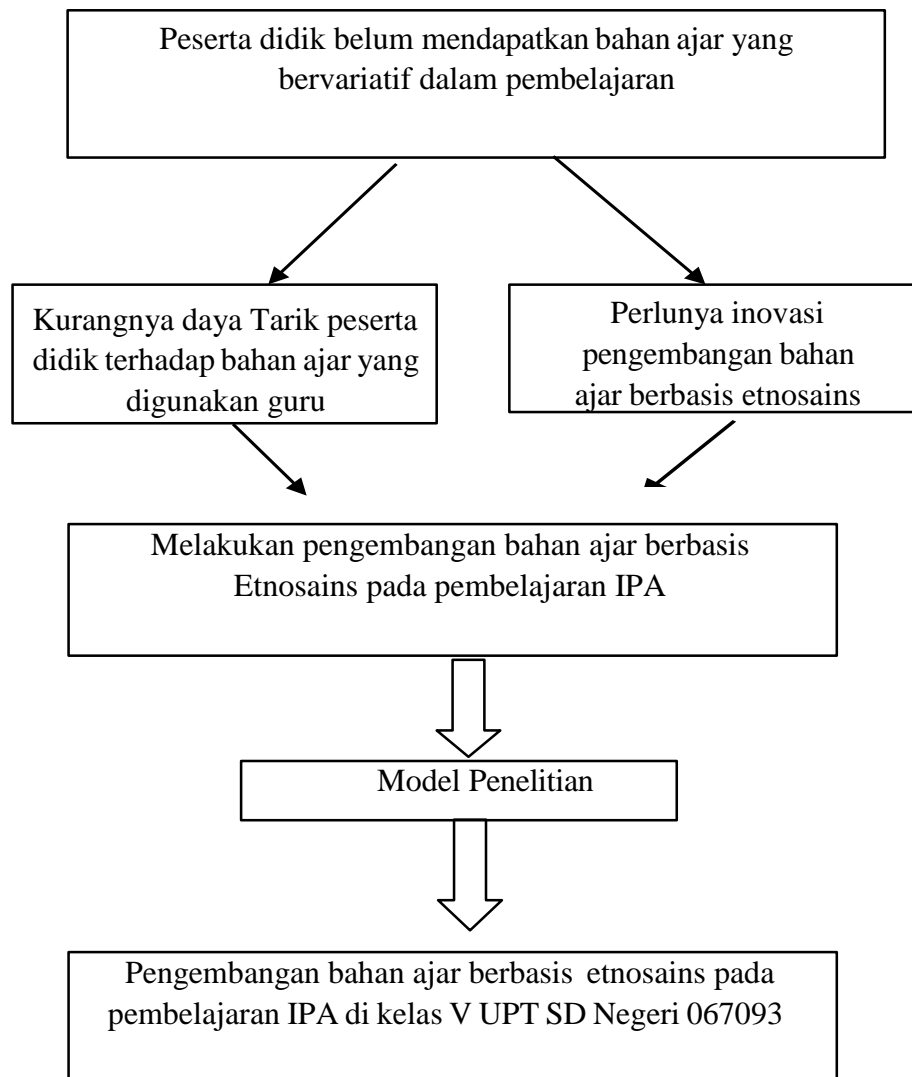 Peserta didik belum mendapatkan bahan ajar yang
bervariatif dalam pembelajaran
Kurangnya daya Tarik peserta
didik terhadap bahan ajar yang
digunakan guru
Perlunya inovasi
pengembangan bahan
ajar berbasis etnosains
Melakukan pengembangan bahan ajar berbasis
Etnosains pada pembelajaran IPA
Model Penelitian
Pengembangan bahan ajar berbasis etnosains pada
pembelajaran IPA di kelas V UPT SD Negeri 067093